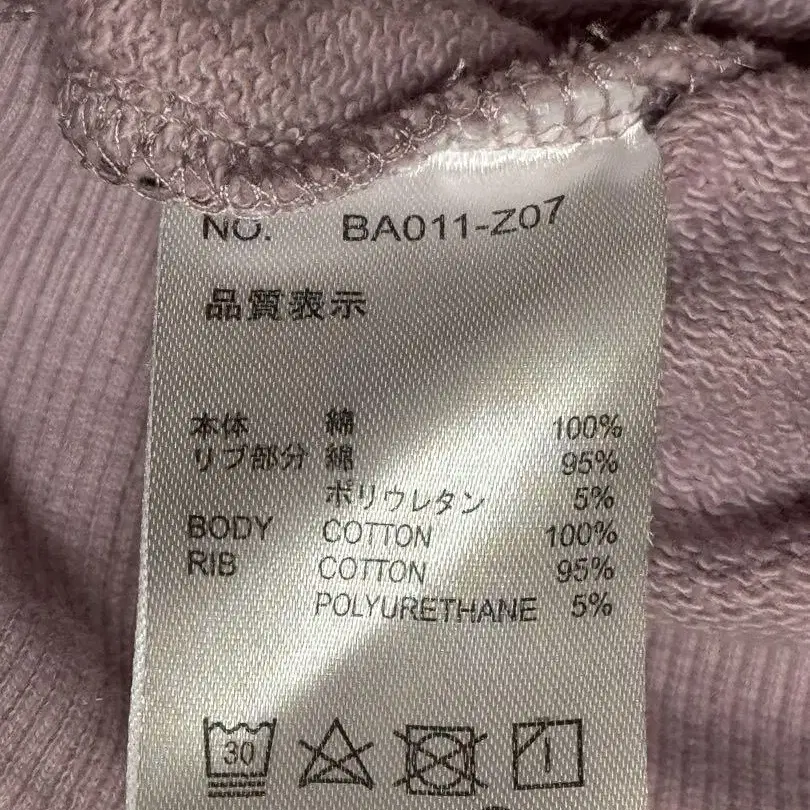 NO. BA011-Z07
品質表示
本体 綿 100%
リブ部分 綿 95%
ポリウレタン 5%
BODY COTTON 100%
RIB COTTON 95%
POLYURETHANE 5%
30